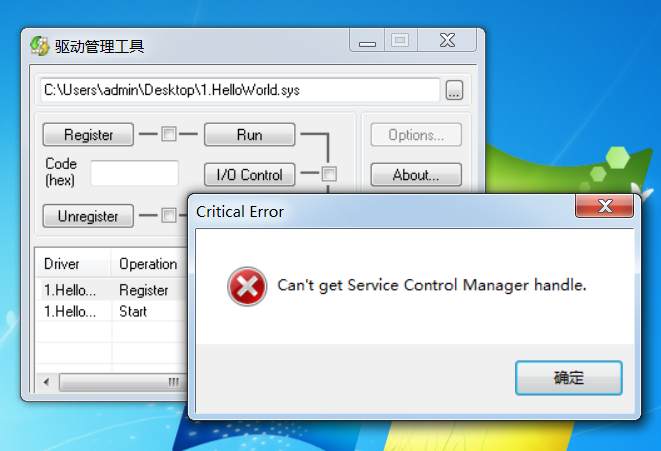 驱动管理工具
C:\Users\admin\Desktop\1.HelloWorld.sys
...
Register
Run
Options...
Code
(hex)
I/O Control
About...
Unregister
Critical Error
Can't get Service Control Manager handle.
确定
Driver
Operation
1.Hello...
Register
1.Hello...
Start